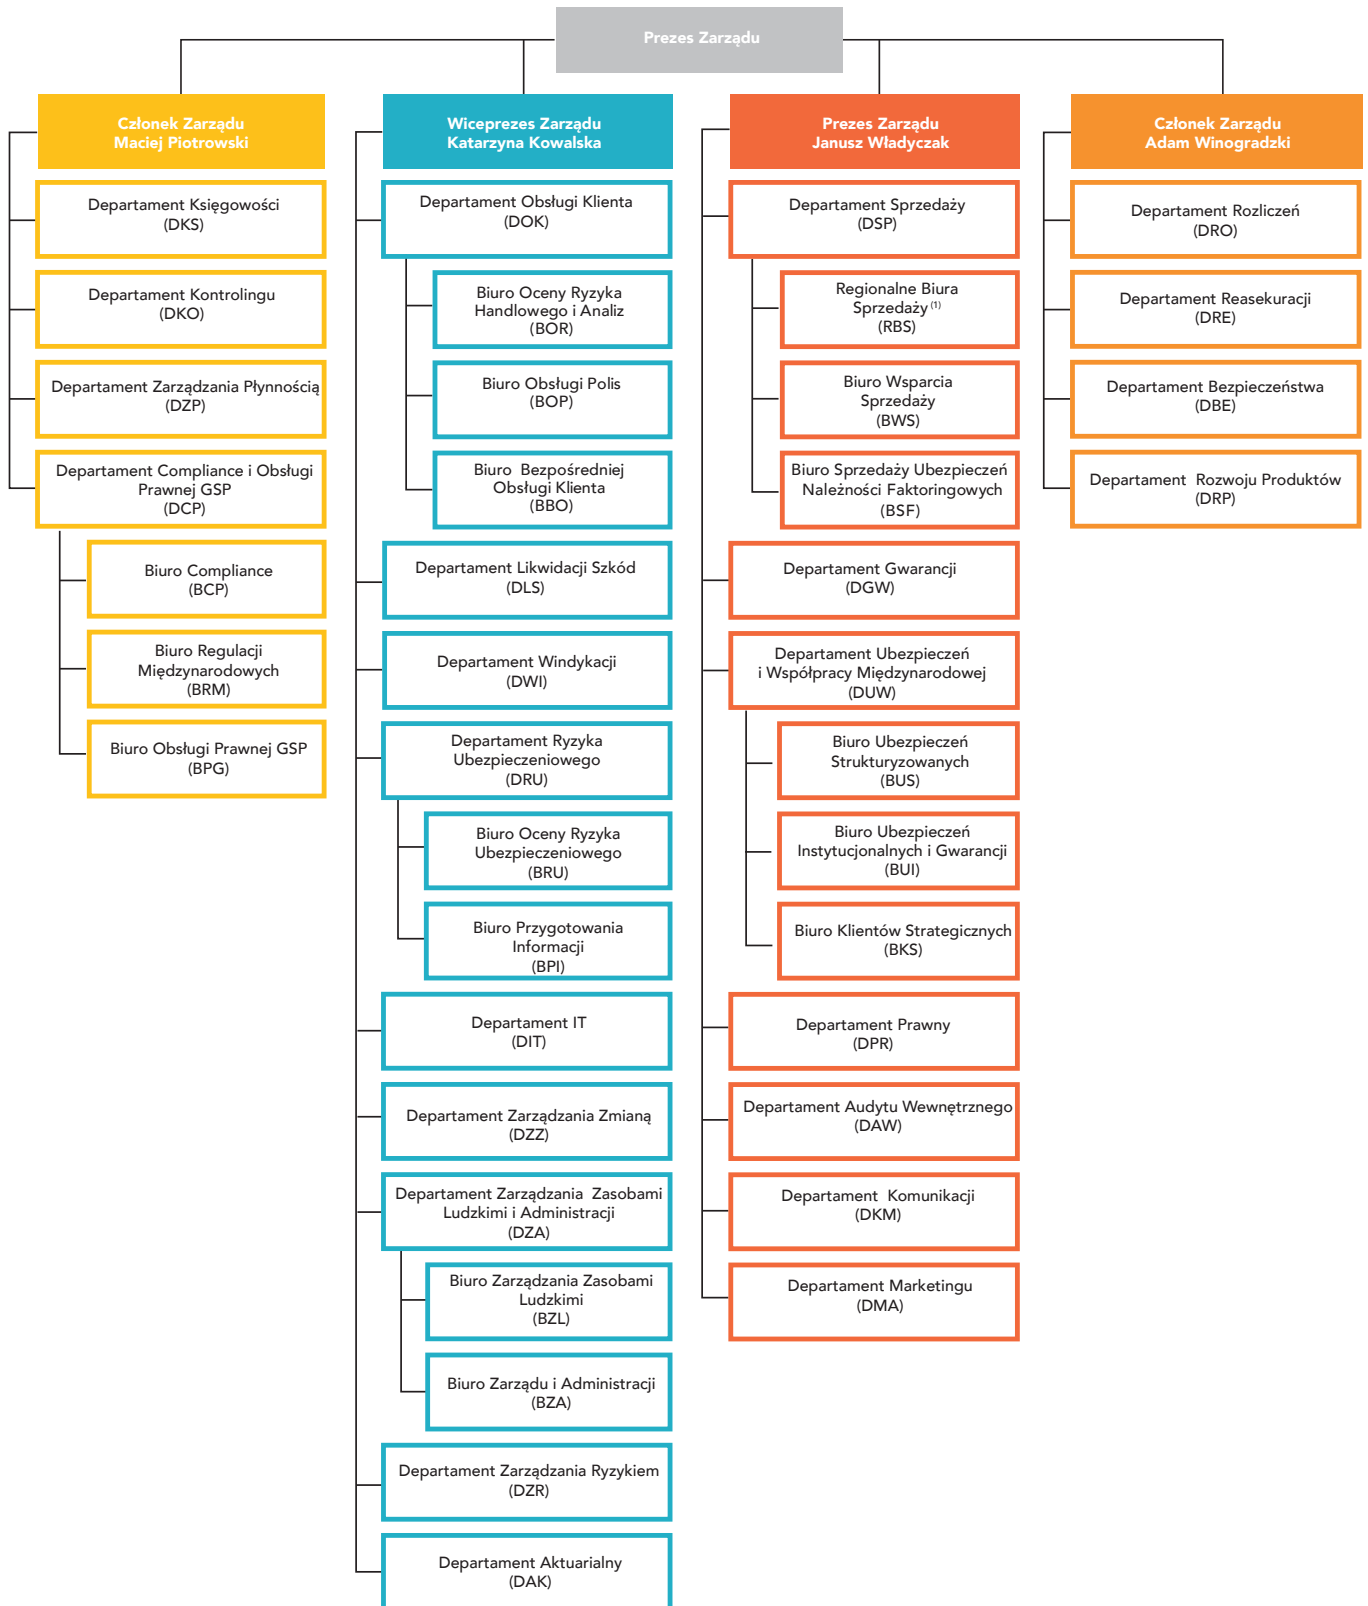 Prezes Zarządu
Członek Zarządu
Maciej Piotrowski
Departament Księgowości
(DKS)
Departament Kontrolingu
(DKO)
Departament Zarządzania Płynnością
(DZP)
Departament Compliance i Obsługi
Prawnej GSP
(DCP)
Biuro Compliance
(BCP)
Biuro Regulacji
Międzynarodowych
(BRM)
Biuro Obsługi Prawnej GSP
(BPG)
Wiceprezes Zarządu
Katarzyna Kowalska
Departament Obsługi Klienta
(DOK)
Biuro Oceny Ryzyka
Handlowego i Analiz
(BOR)
Biuro Obsługi Polis
(BOP)
Biuro Bezpośredniej
Obsługi Klienta
(BBO)
Departament Likwidacji Szkód
(DLS)
Departament Windykacji
(DWI)
Departament Ryzyka
Ubezpieczeniowego
(DRU)
Biuro Oceny Ryzyka
Ubezpieczeniowego
(BRU)
Biuro Przygotowania
Informacji
(BPI)
Departament IT
(DIT)
Departament Zarządzania Zmianą
(DZZ)
Departament Zarządzania Zasobami
Ludzkimi i Administracji
(DZA)
Biuro Zarządzania Zasobami
Ludzkimi
(BZL)
Biuro Zarządu i Administracji
(BZA)
Departament Zarządzania Ryzykiem
(DZR)
Departament Aktuarialny
(DAK)
Prezes Zarządu
Janusz Władyczak
Departament Sprzedaży
(DSP)
Regionalne Biura
Sprzedaży (1)
(RBS)
Biuro Wsparcia
Sprzedaży
(BWS)
Biuro Sprzedaży Ubezpieczeń
Należności Faktoringowych
(BSF)
Departament Gwarancji
(DGW)
Departament Ubezpieczeń
i Współpracy Międzynarodowej
(DUW)
Biuro Ubezpieczeń
Strukturyzowanych
(BUS)
Biuro Ubezpieczeń
Instytucjonalnych i Gwarancji
(BUI)
Biuro Klientów Strategicznych
(BKS)
Departament Prawny
(DPR)
Departament Audytu Wewnętrznego
(DAW)
Departament Komunikacji
(DKM)
Departament Marketingu
(DMA)
Członek Zarządu
Adam Winogradzki
Departament Rozliczeń
(DRO)
Departament Reasekuracji
(DRE)
Departament Bezpieczeństwa
(DBE)
Departament Rozwoju Produktów
(DRP)